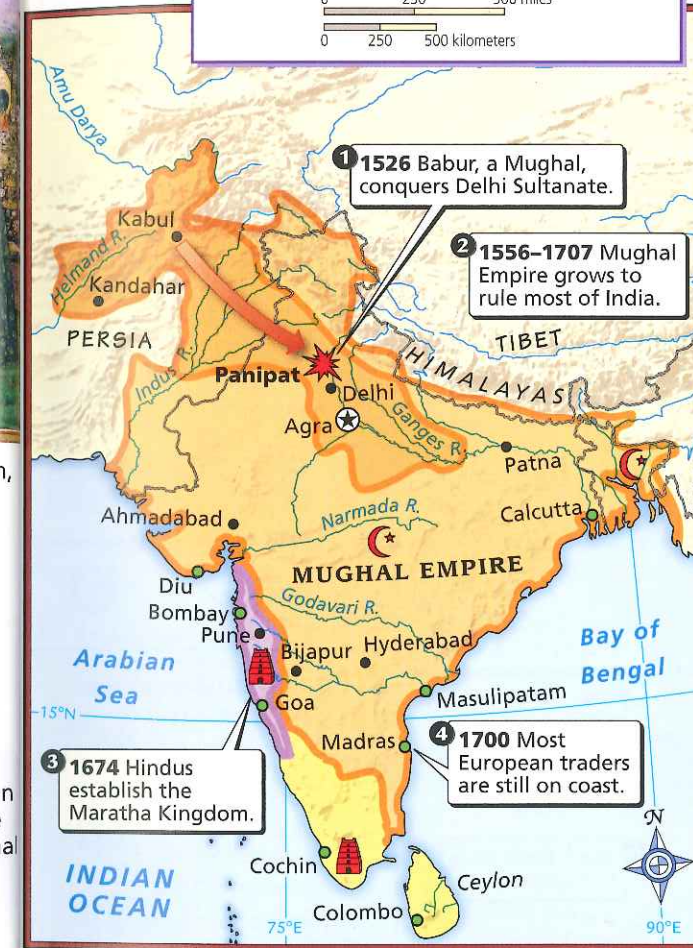 0 250 500 miles
0 250 500 kilometers
Amu Darya
1 1526 Babur, a Mughal,
conquers Delhi Sultanate.
Kabul
2 1556–1707 Mughal
Empire grows to
rule most of India.
Helmand R.
Kandahar
PERSIA
TIBET
HIMALAYAS
Indus R.
Panipat
Delhi
Agra
Ganges R.
Patna
Ahmadabad
Narmada R.
Calcutta
MUGHAL EMPIRE
Diu
Godavari R.
Bombay
Pune
Bijapur
Hyderabad
Bay of
Bengal
Arabian
Sea
Goa
Masulipatam
15°N
Madras
4 1700 Most
European traders
are still on coast.
3 1674 Hindus
establish the
Maratha Kingdom.
N
Cochin
Ceylon
INDIAN
OCEAN
Colombo
75°E
90°E